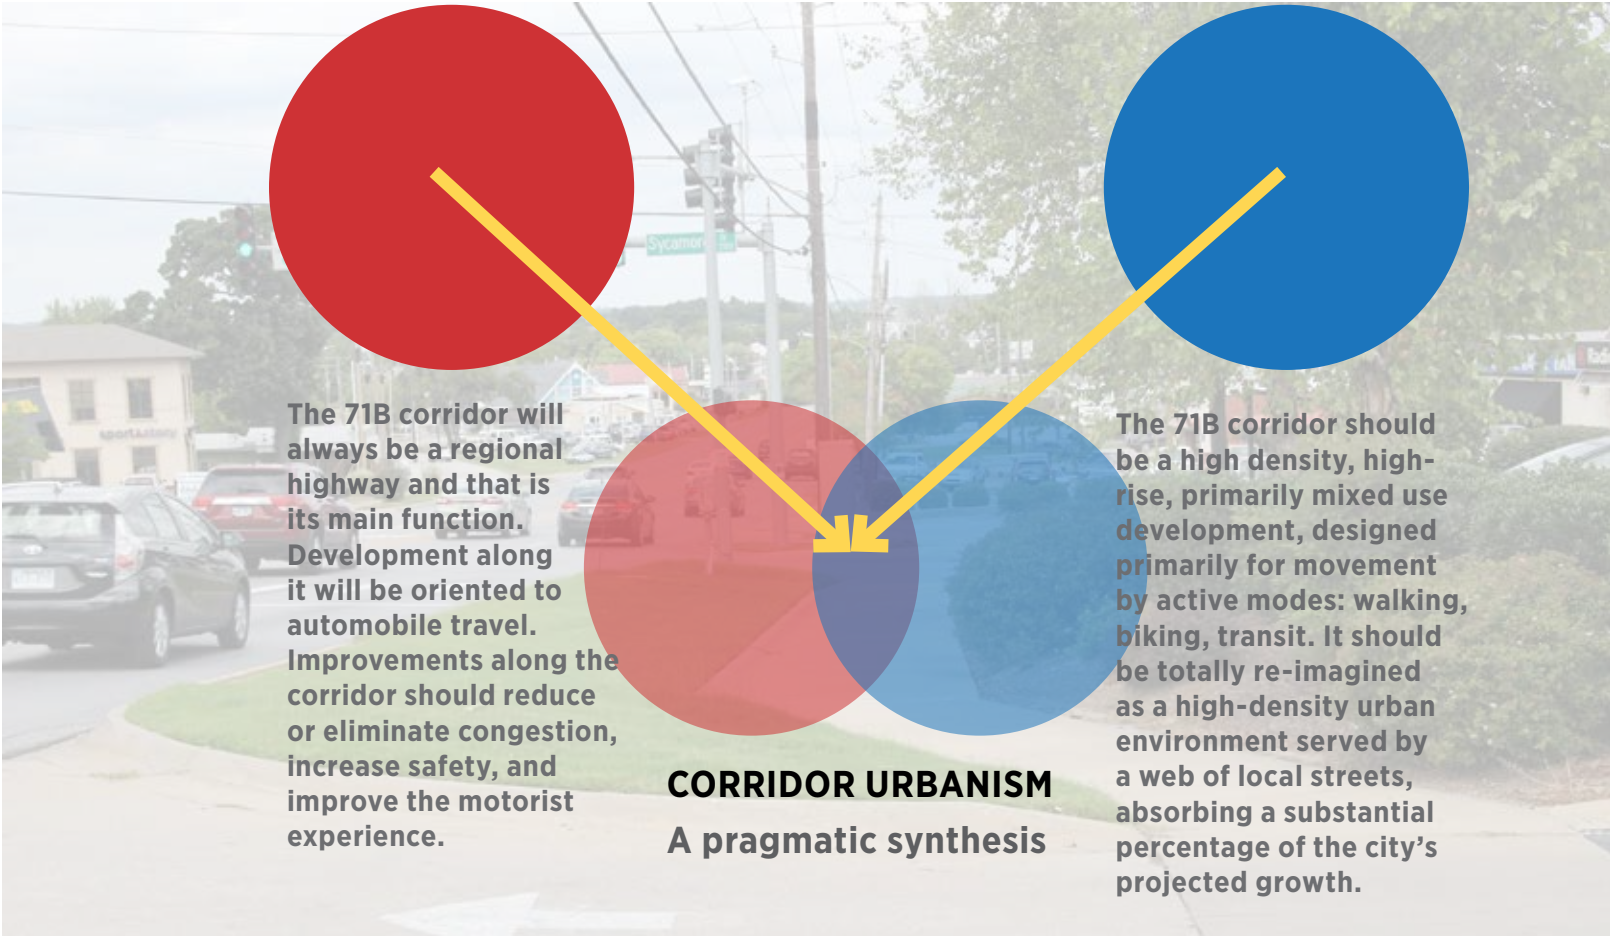 Sycamore
The 71B corridor will
always be a regional
highway and that is
its main function.
Development along
it will be oriented to
automobile travel.
Improvements along the
corridor should reduce
or eliminate congestion,
increase safety, and
improve the motorist
experience.
CORRIDOR URBANISM
A pragmatic synthesis
The 71B corridor should
be a high density, high-
rise, primarily mixed use
development, designed
primarily for movement
by active modes: walking,
biking, transit. It should
be totally re-imagined
as a high-density urban
environment served by
a web of local streets,
absorbing a substantial
percentage of the city’s
projected growth.